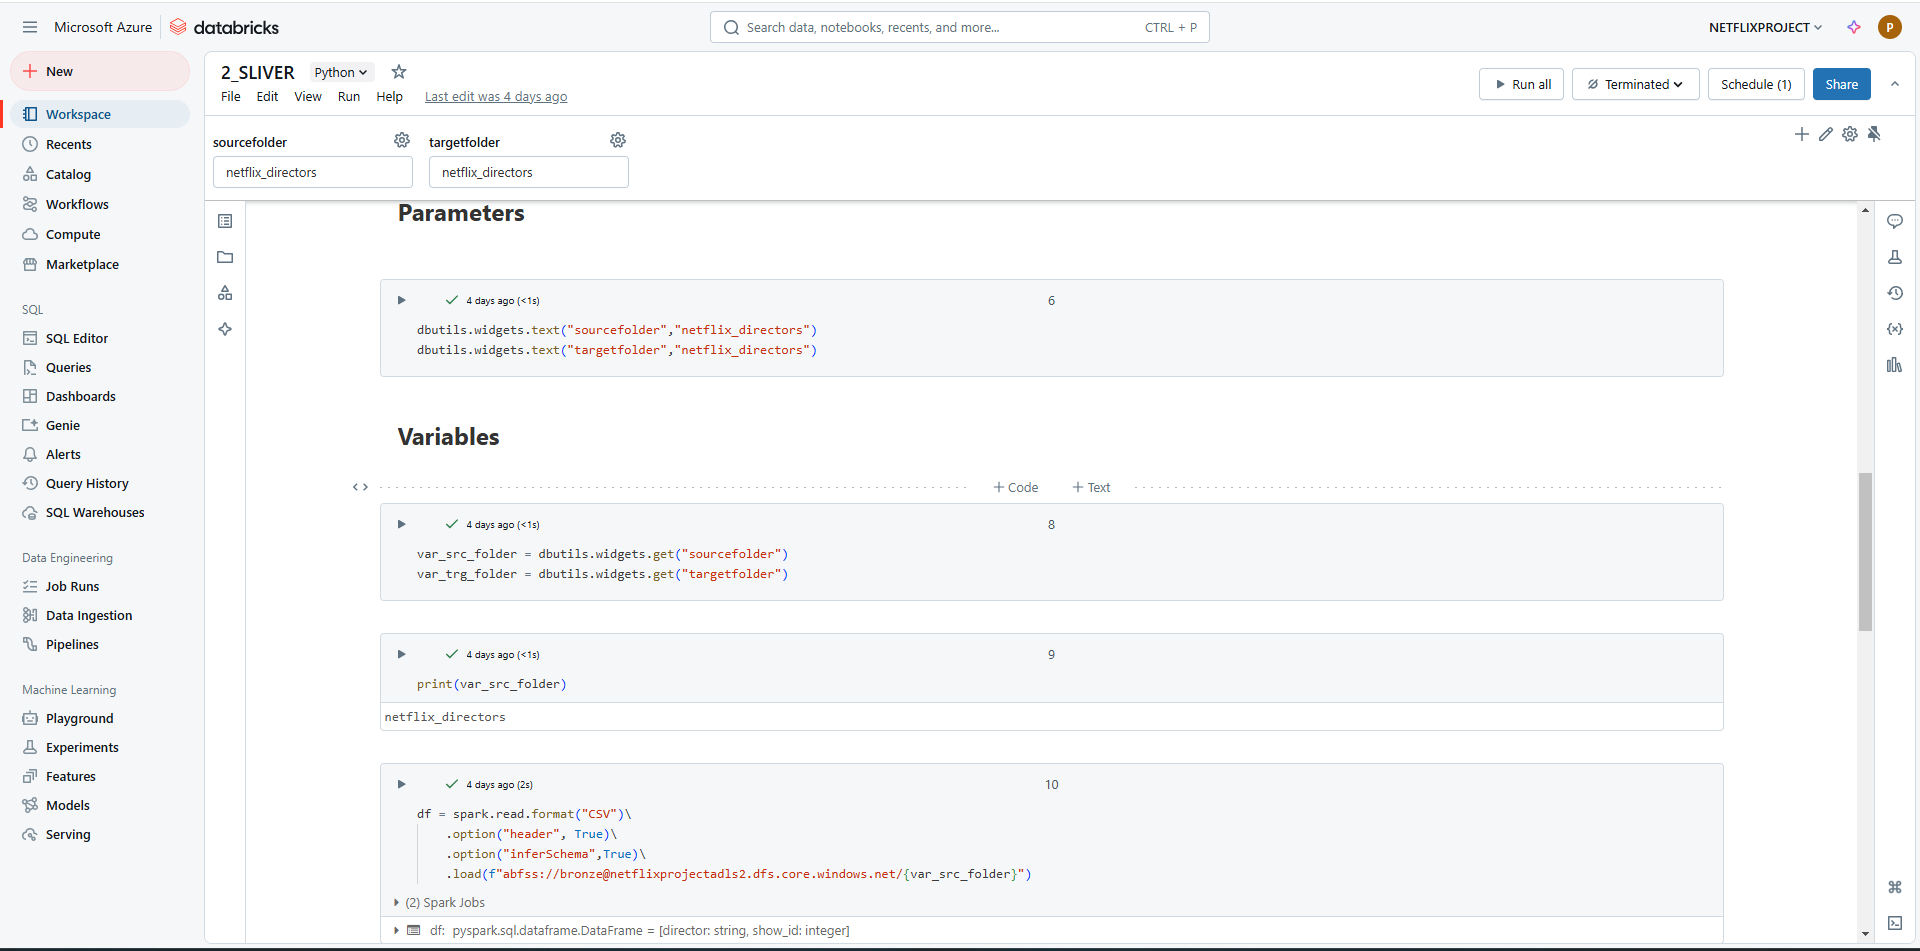 Microsoft Azure
databricks
Search data, notebooks, recents, and more...
CTRL + P
NETFLIXPROJECT
P
New
Workspace
Recents
Catalog
Workflows
Compute
Marketplace
SQL
SQL Editor
Queries
Dashboards
Genie
Alerts
Query History
SQL Warehouses
Data Engineering
Job Runs
Data Ingestion
Pipelines
Machine Learning
Playground
Experiments
Features
Models
Serving
2_SLIVER
Python
File Edit View Run Help Last edit was 4 days ago
Run all
Terminated
Schedule (1)
Share
sourcefolder
netflix_directors
targetfolder
netflix_directors
Parameters
4 days ago (<1s)
6
dbutils.widgets.text("sourcefolder","netflix_directors")
dbutils.widgets.text("targetfolder","netflix_directors")
Variables
+ Code + Text
4 days ago (<1s)
8
var_src_folder = dbutils.widgets.get("sourcefolder")
var_trg_folder = dbutils.widgets.get("targetfolder")
4 days ago (<1s)
9
print(var_src_folder)
netflix_directors
4 days ago (2s)
10
df = spark.read.format("CSV")\
.option("header", True)\
.option("inferSchema",True)\
.load(f"abfss://bronze@netflixprojectadls2.dfs.core.windows.net/{var_src_folder}")
(2) Spark Jobs
df: pyspark.sql.dataframe.DataFrame = [director: string, show_id: integer]